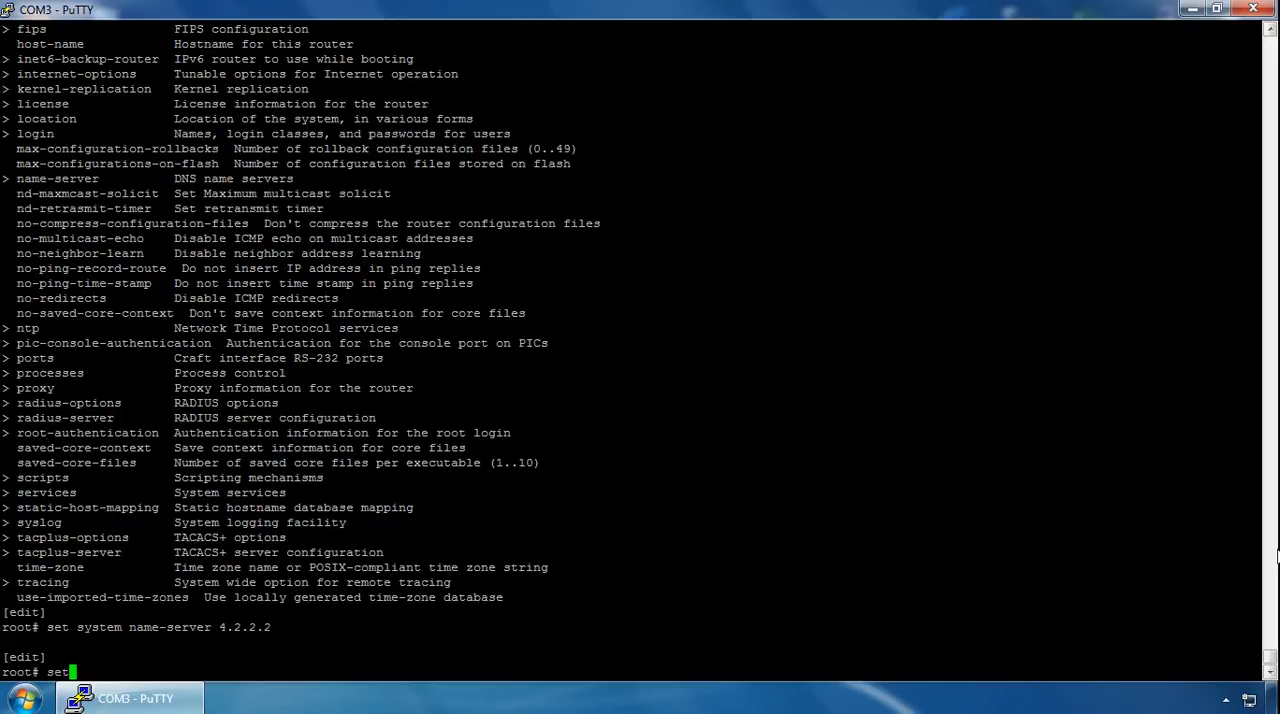 COM3 - PuTTY
> fips                 FIPS configuration
  host-name            Hostname for this router
> inet6-backup-router  IPv6 router to use while booting
> internet-options     Tunable options for Internet operation
> kernel-replication   Kernel replication
> license              License information for the router
> location             Location of the system, in various forms
> login                Names, login classes, and passwords for users
  max-configuration-rollbacks  Number of rollback configuration files (0..49)
  max-configurations-on-flash  Number of configuration files stored on flash
> name-server          DNS name servers
  nd-maxmcast-solicit  Set Maximum multicast solicit
  nd-retrasmit-timer   Set retransmit timer
  no-compress-configuration-files  Don't compress the router configuration files
  no-multicast-echo    Disable ICMP echo on multicast addresses
  no-neighbor-learn    Disable neighbor address learning
  no-ping-record-route  Do not insert IP address in ping replies
  no-ping-time-stamp   Do not insert time stamp in ping replies
  no-redirects         Disable ICMP redirects
  no-saved-core-context  Don't save context information for core files
> ntp                  Network Time Protocol services
> pic-console-authentication  Authentication for the console port on PICs
> ports                Craft interface RS-232 ports
> processes            Process control
> proxy                Proxy information for the router
> radius-options       RADIUS options
> radius-server        RADIUS server configuration
> root-authentication  Authentication information for the root login
  saved-core-context   Save context information for core files
  saved-core-files     Number of saved core files per executable (1..10)
> scripts              Scripting mechanisms
> services             System services
> static-host-mapping  Static hostname database mapping
> syslog               System logging facility
> tacplus-options      TACACS+ options
> tacplus-server       TACACS+ server configuration
  time-zone            Time zone name or POSIX-compliant time zone string
> tracing              System wide option for remote tracing
  use-imported-time-zones  Use locally generated time-zone database
[edit]
root# set system name-server 4.2.2.2
[edit]
root# set
COM3 - PuTTY